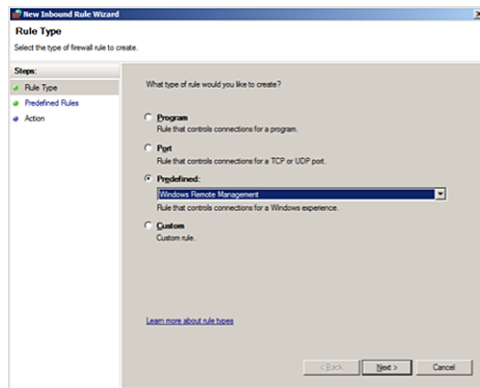 New Inbound Rule Wizard
Rule Type
Select the type of firewall rule to create.
Steps:
Rule Type
Predefined Rules
Action
What type of rule would you like to create?
Program
Rule that controls connections for a program.
Port
Rule that controls connections for a TCP or UDP port.
Predefined:
Windows Remote Management
Rule that controls connections for a Windows experience.
Custom
Custom rule.
Learn more about rule types
< Back
Next >
Cancel